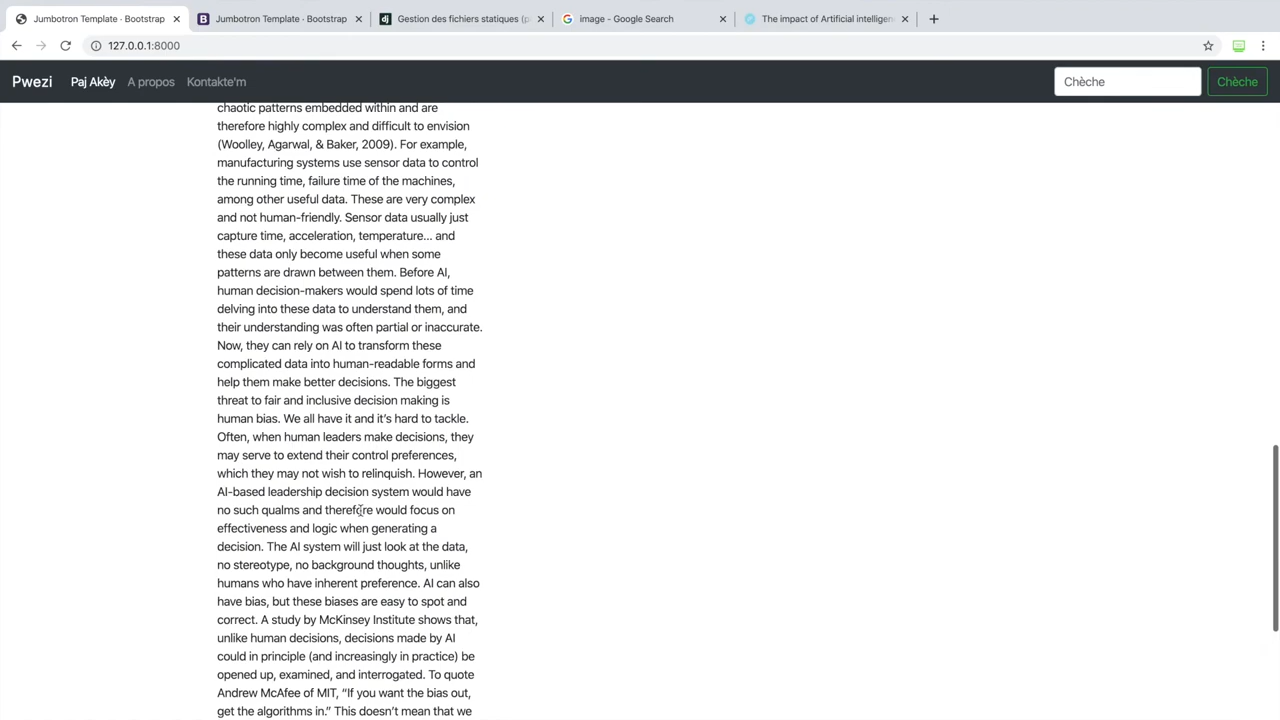 Jumbotron Template · Bootstrap
Jumbotron Template · Bootstrap
Gestion des fichiers statiques (p
image - Google Search
The impact of Artificial intelligen
127.0.0.1:8000
Pwezi Paj Akèy A propos Kontakte'm Chèche Chèche
chaotic patterns embedded within and are
therefore highly complex and difficult to envision
(Woolley, Agarwal, & Baker, 2009). For example,
manufacturing systems use sensor data to control
the running time, failure time of the machines,
among other useful data. These are very complex
and not human-friendly. Sensor data usually just
capture time, acceleration, temperature... and
these data only become useful when some
patterns are drawn between them. Before AI,
human decision-makers would spend lots of time
delving into these data to understand them, and
their understanding was often partial or inaccurate.
Now, they can rely on AI to transform these
complicated data into human-readable forms and
help them make better decisions. The biggest
threat to fair and inclusive decision making is
human bias. We all have it and it’s hard to tackle.
Often, when human leaders make decisions, they
may serve to extend their control preferences,
which they may not wish to relinquish. However, an
AI-based leadership decision system would have
no such qualms and therefore would focus on
effectiveness and logic when generating a
decision. The AI system will just look at the data,
no stereotype, no background thoughts, unlike
humans who have inherent preference. AI can also
have bias, but these biases are easy to spot and
correct. A study by McKinsey Institute shows that,
unlike human decisions, decisions made by AI
could in principle (and increasingly in practice) be
opened up, examined, and interrogated. To quote
Andrew McAfee of MIT, “If you want the bias out,
get the algorithms in.” This doesn’t mean that we